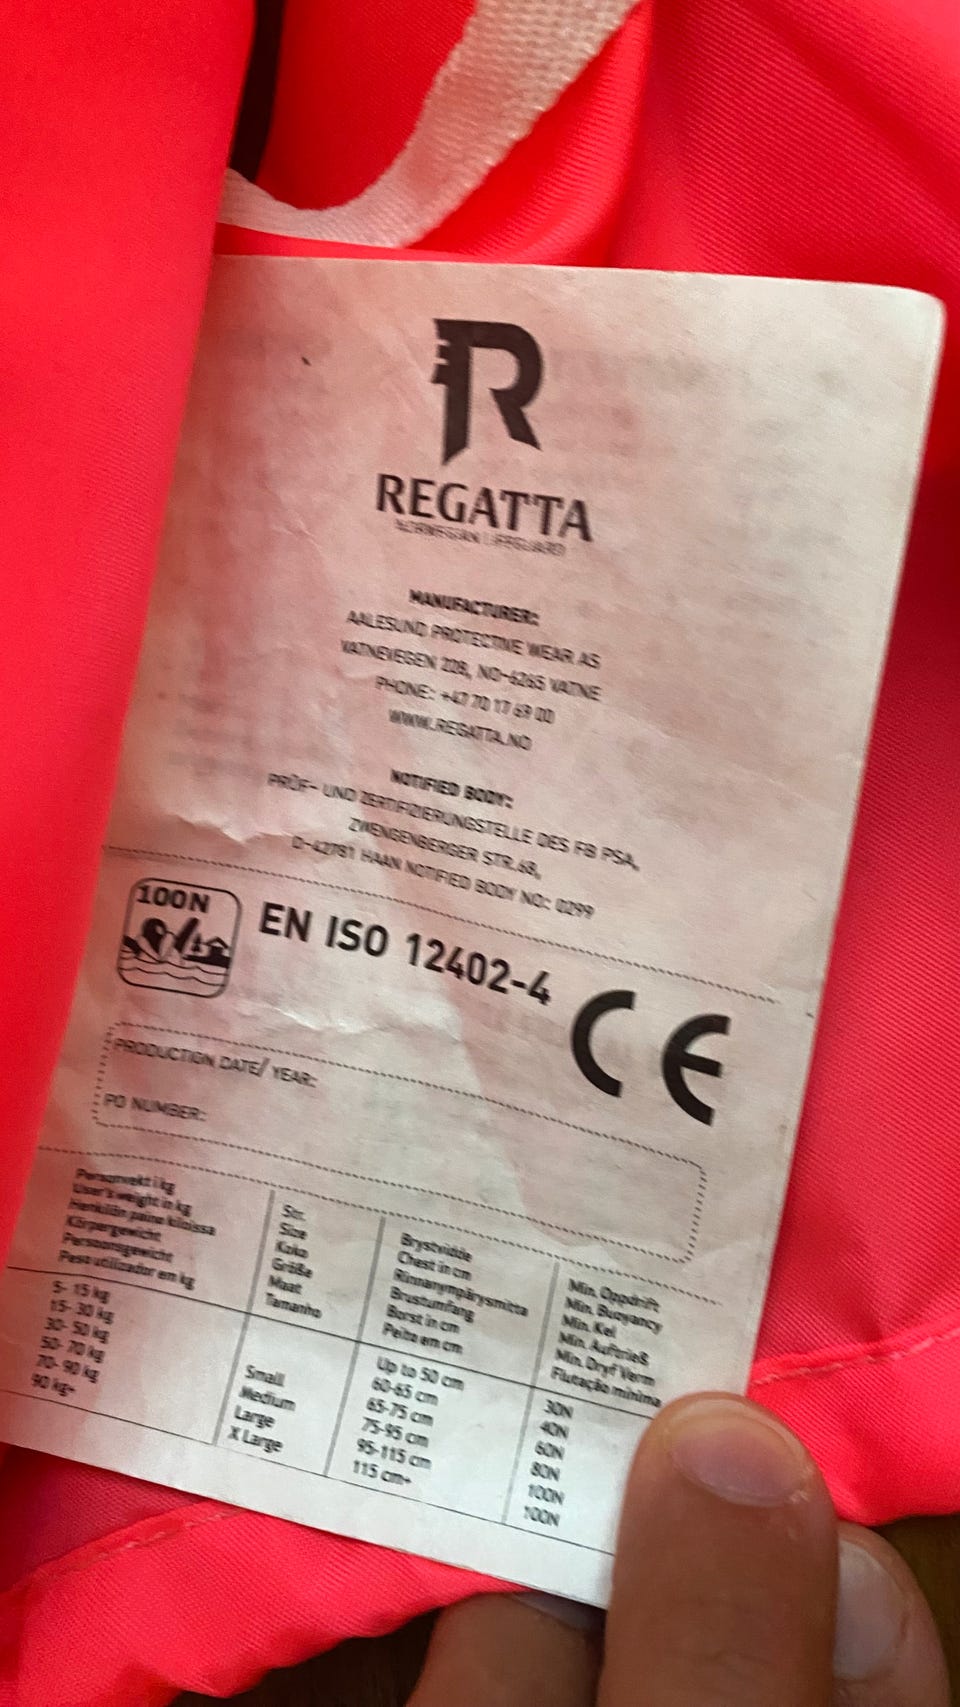 R
REGATTA
NORWEGIAN LIFEGUARD
MANUFACTURER:
AALESUND PROTECTIVE WEAR AS
VATNEVEGEN 228, NO-6265 VATNE
PHONE: +47 70 17 69 00
WWW.REGATTA.NO
NOTIFIED BODY:
PRÜF- UND ZERTIFIZIERUNGSTELLE DES FB PSA,
ZWENGENBERGER STR.68,
D-42781 HAAN NOTIFIED BODY NO: 0299
100N
EN ISO 12402-4
CE
PRODUCTION DATE/ YEAR:
PO NUMBER:
Personvekt i kg
User's weight in kg
Henkilön paino kiloissa
Körpergewicht
Persoonsgewicht
Peso utilizador em kg
Str.
Size
Koko
Größe
Maat
Tamanho
Brystvidde
Chest in cm
Rinnanympärysmitta
Brustumfang
Borst in cm
Peito em cm
Min. Oppdrift
Min. Buoyancy
Min. Kel
Min. Auftrieß
Min. Dryf Verm
Flutação minima
5- 15 kg Up to 50 cm 30N
15- 30 kg 60-65 cm 40N
30- 50 kg Small 65-75 cm 60N
50- 70 kg Medium 75-95 cm 80N
70- 90 kg Large 95-115 cm 100N
90 kg+ X Large 115 cm+ 100N